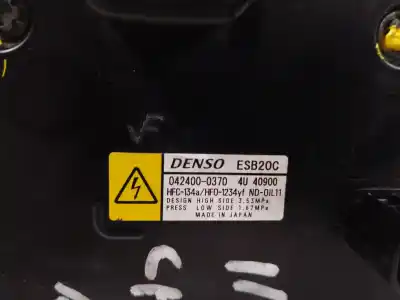 VF
DENSO ESB20C
042400-0370 4U 40900
HFC-134a/HFO-1234yf ND-OIL11
DESIGN HIGH SIDE:3.53MPa
PRESS LOW SIDE:1.67MPa
MADE IN JAPAN